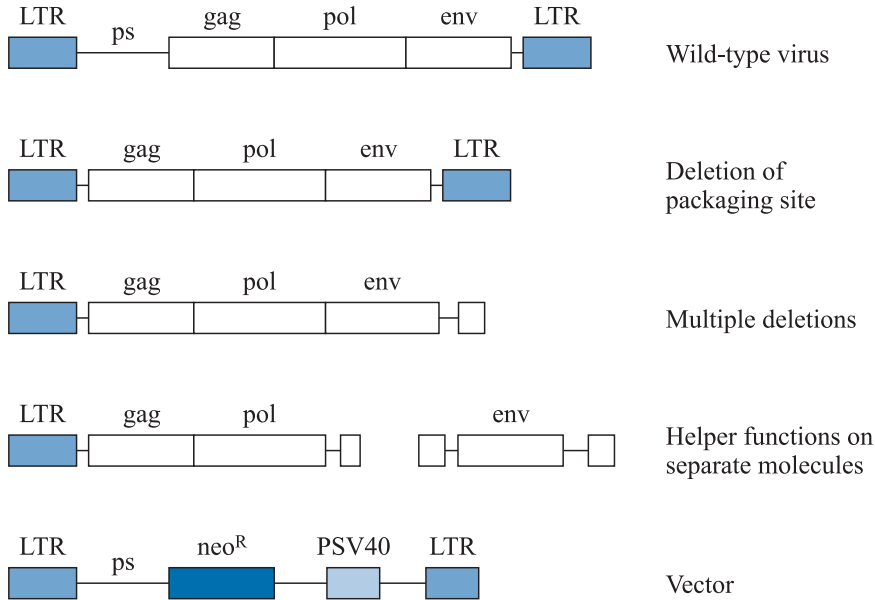 LTR ps gag pol env LTR
Wild-type virus
LTR gag pol env LTR
Deletion of
packaging site
LTR gag pol env
Multiple deletions
LTR gag pol env
Helper functions on
separate molecules
LTR ps neoᴿ PSV40 LTR
Vector